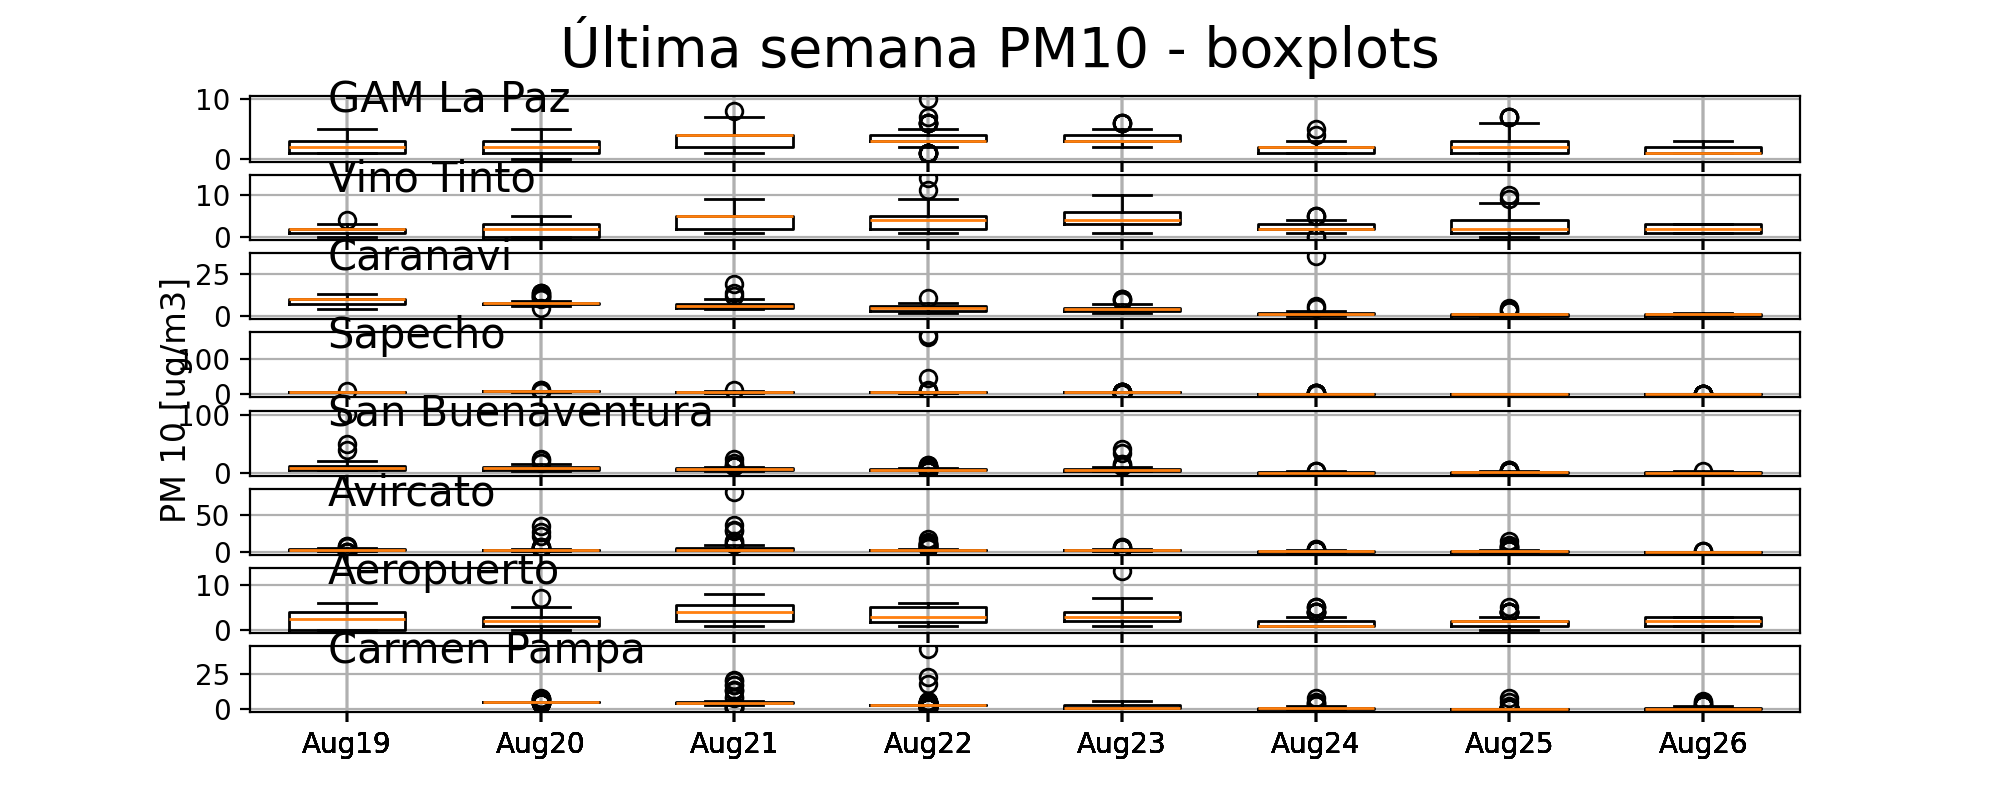 Última semana PM10 - boxplots
PM 10 [ug/m3]
GAM La Paz
10
0
Vino Tinto
10
0
Caranavi
25
0
Sapecho
100
0
San Buenaventura
100
0
Avircato
50
0
Aeropuerto
10
0
Carmen Pampa
25
0
Aug19 Aug20 Aug21 Aug22 Aug23 Aug24 Aug25 Aug26